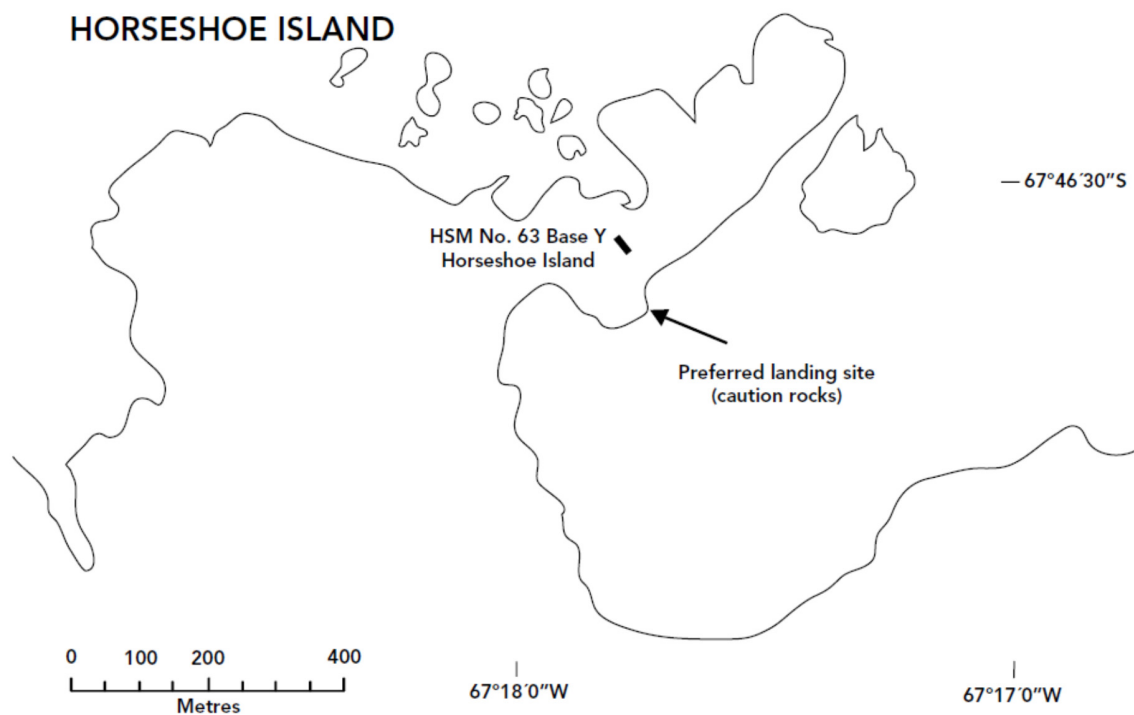 HORSESHOE ISLAND
67°46´30”S
HSM No. 63 Base Y
Horseshoe Island
Preferred landing site
(caution rocks)
0 100 200 400
Metres
67°18´0”W
67°17´0”W